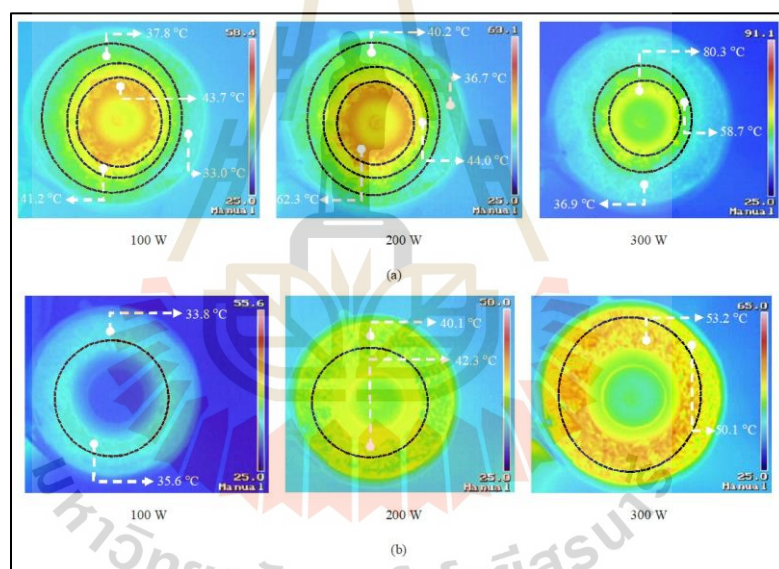 37.8 °C
58.4
43.7 °C
33.0 °C
41.2 °C
25.0
Manual
100 W
40.2 °C
63.1
36.7 °C
44.0 °C
62.3 °C
25.0
Manual
200 W
80.3 °C
91.1
58.7 °C
36.9 °C
25.0
Manual
300 W
(a)
33.8 °C
55.6
35.6 °C
25.0
Manual
100 W
40.1 °C
50.0
42.3 °C
25.0
Manual
200 W
53.2 °C
65.0
50.1 °C
25.0
Manual
300 W
(b)